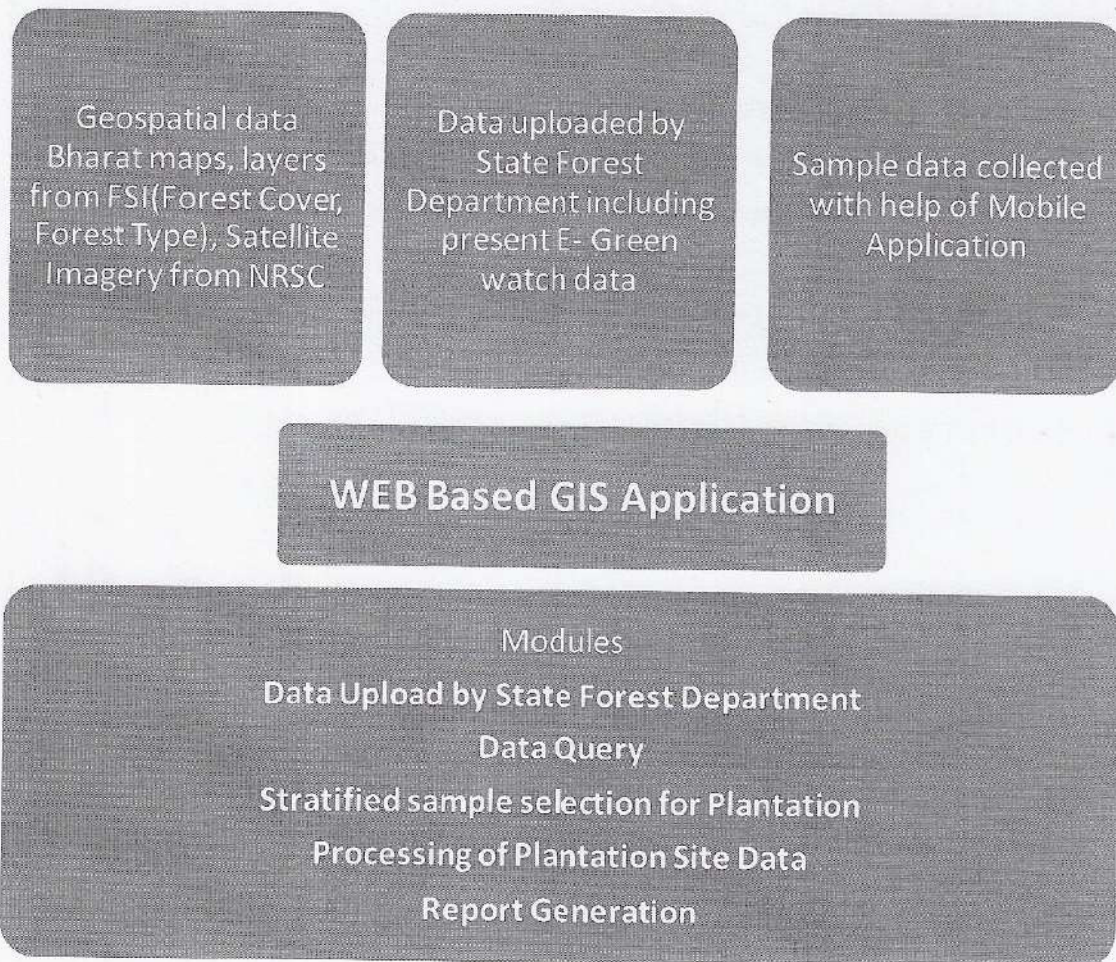 Geospatial data
Bharat maps, layers
from FSI(Forest Cover,
Forest Type), Satellite
Imagery from NRSC
Data uploaded by
State Forest
Department including
present E- Green
watch data
Sample data collected
with help of Mobile
Application
WEB Based GIS Application
Modules
Data Upload by State Forest Department
Data Query
Stratified sample selection for Plantation
Processing of Plantation Site Data
Report Generation